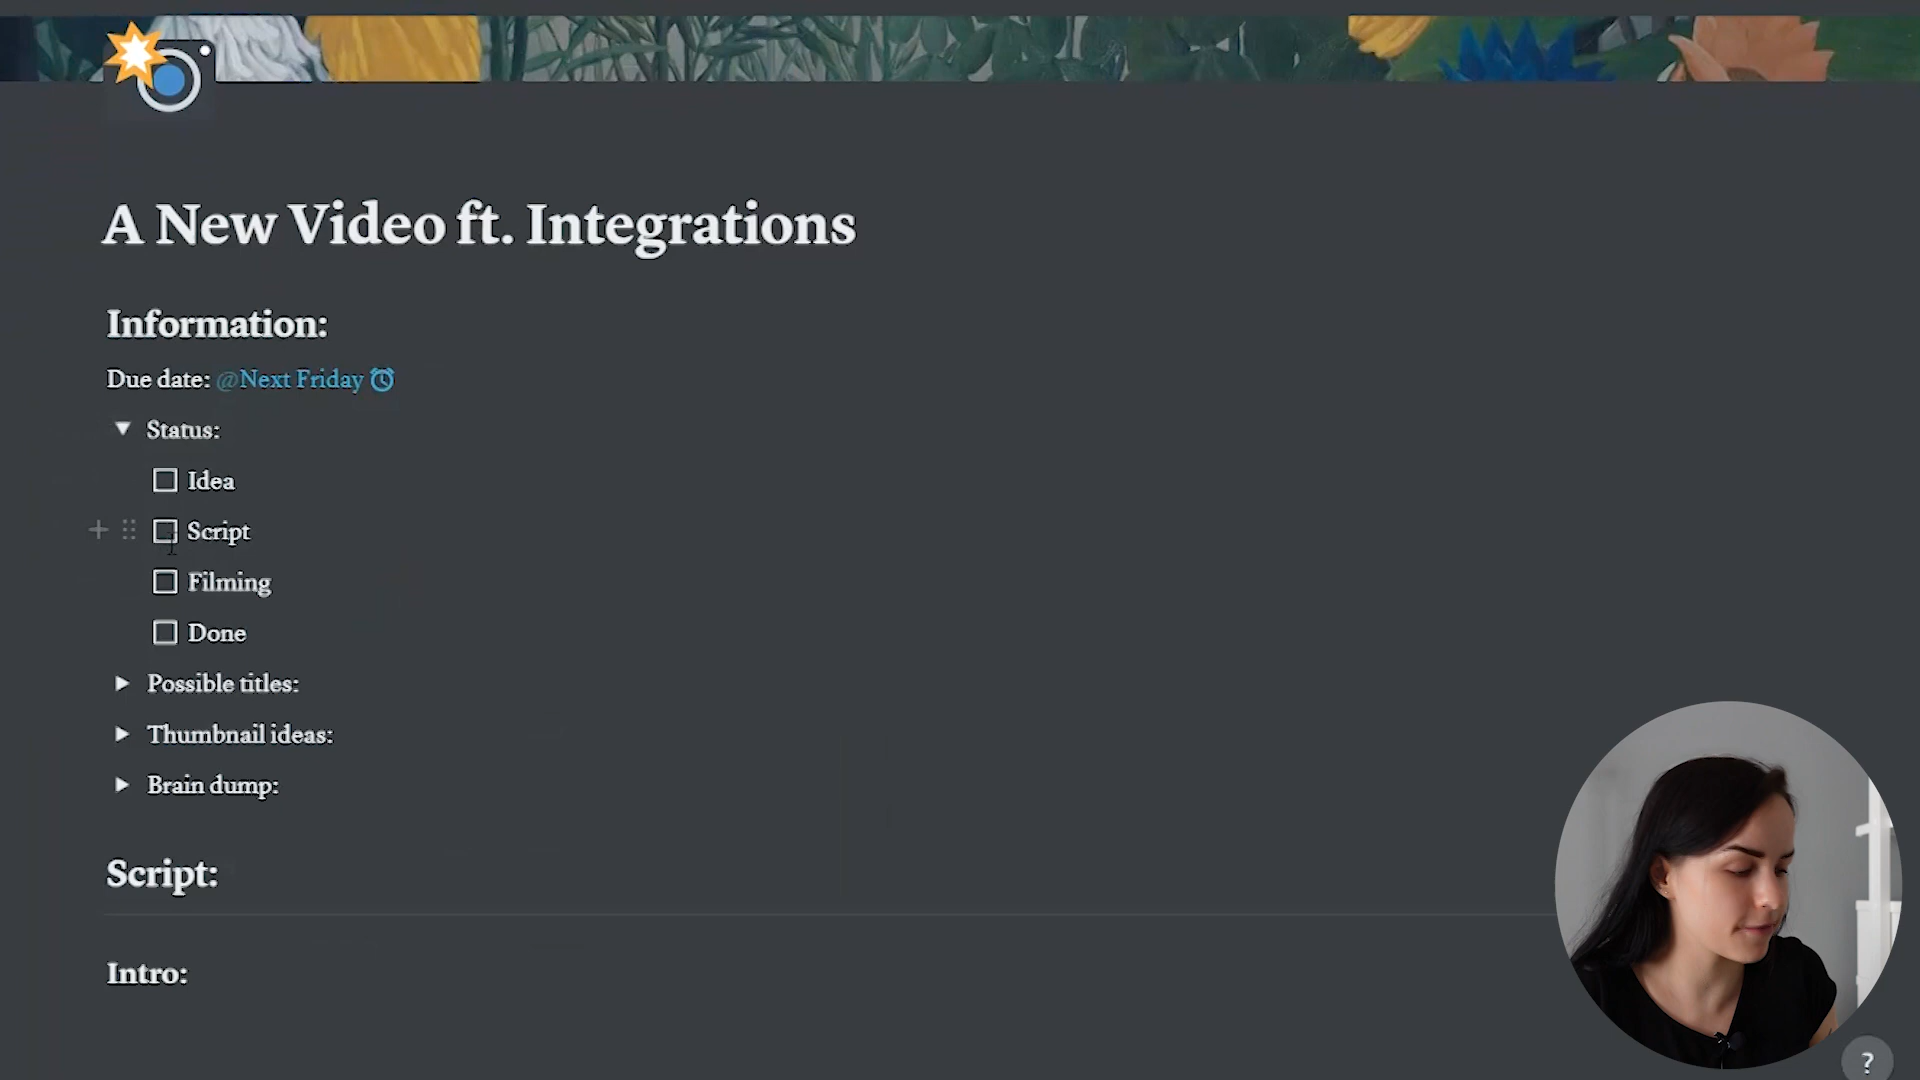 A New Video ft. Integrations
Information:
Due date: @Next Friday
Status:
Idea
Script
Filming
Done
Possible titles:
Thumbnail ideas:
Brain dump:
Script:
Intro:
?